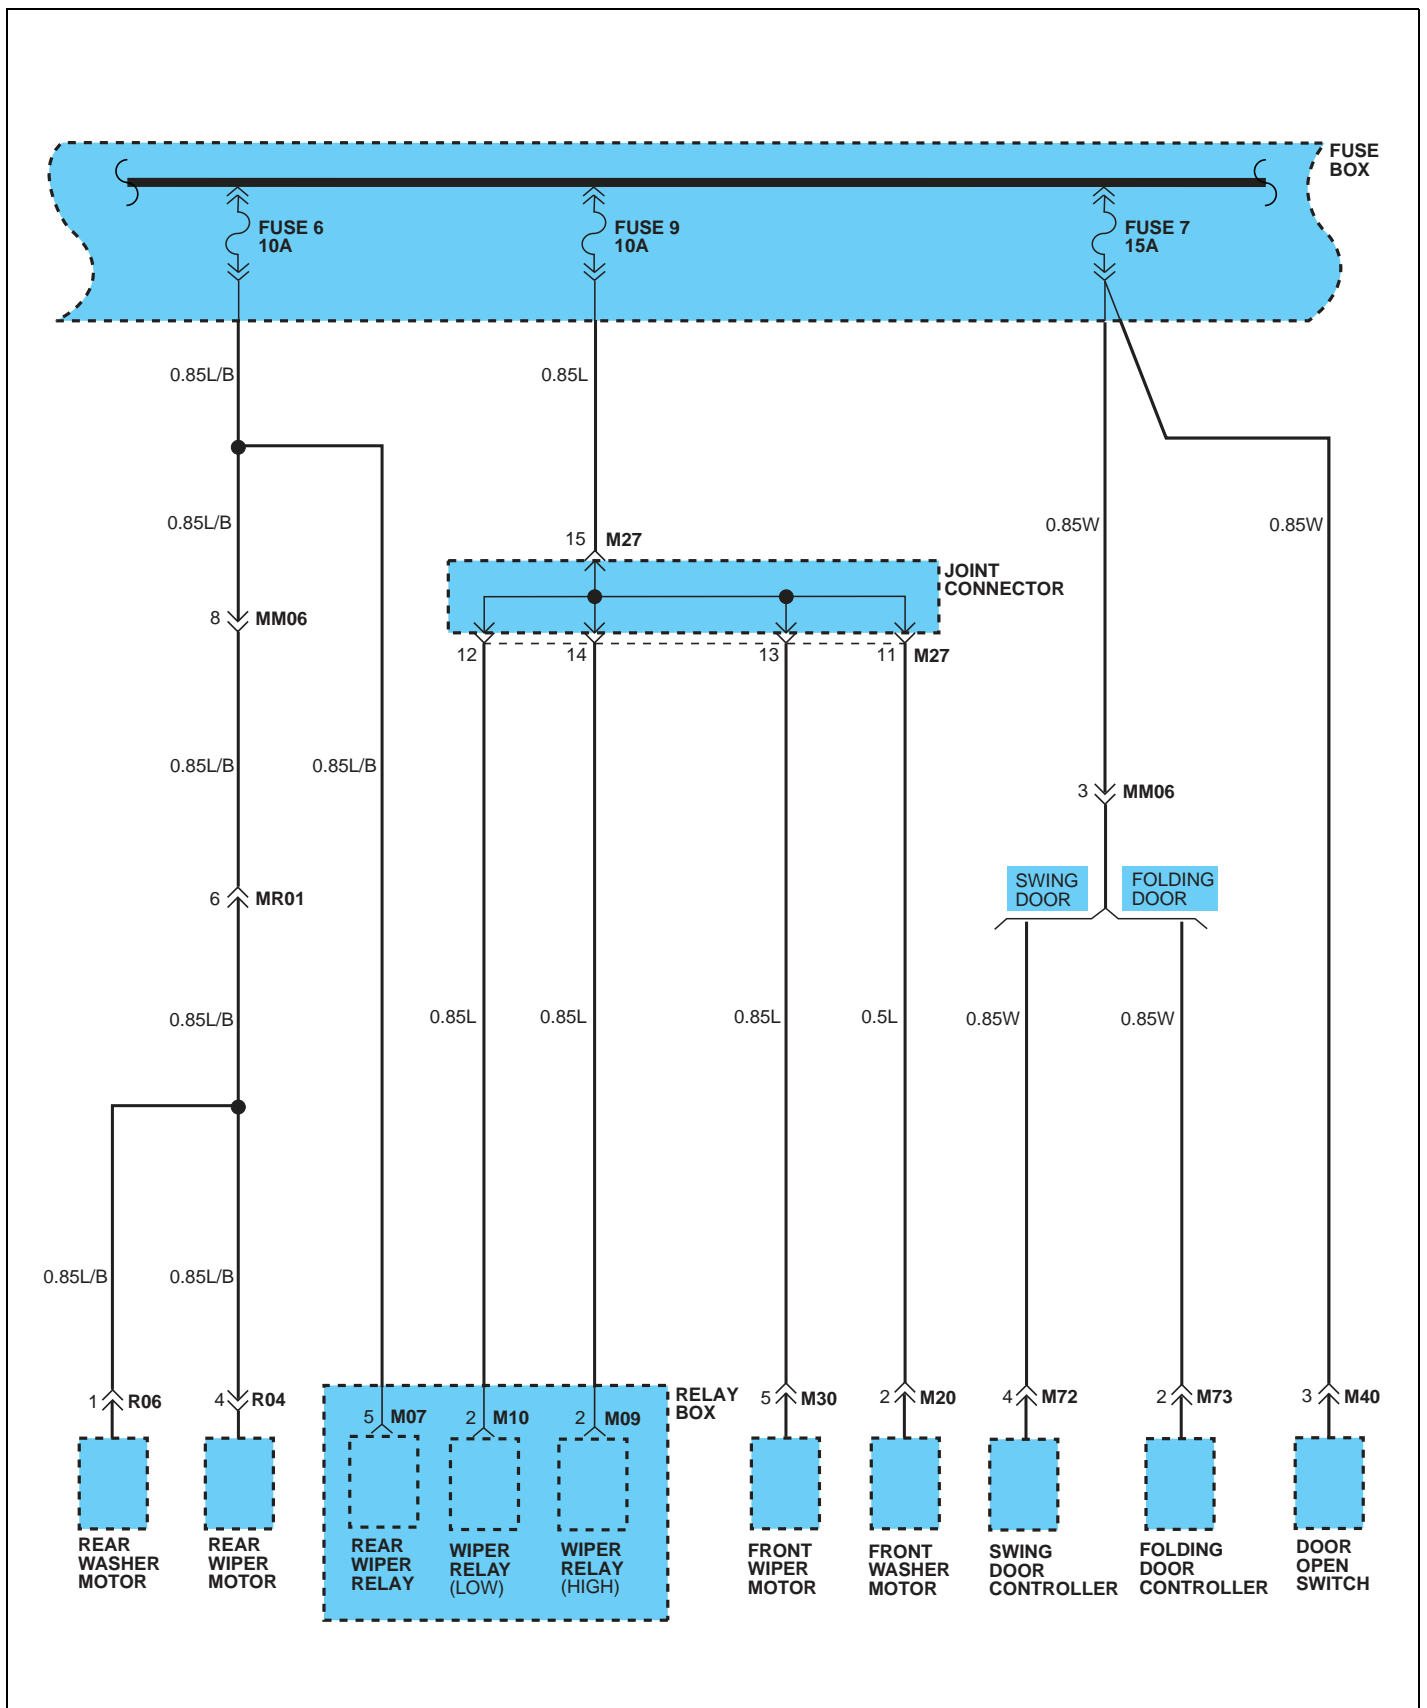 FUSE
BOX
FUSE 6
10A
FUSE 9
10A
FUSE 7
15A
0.85L/B
0.85L
0.85L/B
0.85W
0.85W
15 M27
JOINT
CONNECTOR
8 MM06
12
14
13
11 M27
0.85L/B
0.85L/B
3 MM06
SWING
DOOR
FOLDING
DOOR
6 MR01
0.85L/B
0.85L
0.85L
0.85L
0.5L
0.85W
0.85W
0.85L/B
0.85L/B
1 R06
4 R04
RELAY
BOX
5 M07
2 M10
2 M09
5 M30
2 M20
4 M72
2 M73
3 M40
REAR
WASHER
MOTOR
REAR
WIPER
MOTOR
REAR
WIPER
RELAY
WIPER
RELAY
(LOW)
WIPER
RELAY
(HIGH)
FRONT
WIPER
MOTOR
FRONT
WASHER
MOTOR
SWING
DOOR
CONTROLLER
FOLDING
DOOR
CONTROLLER
DOOR
OPEN
SWITCH